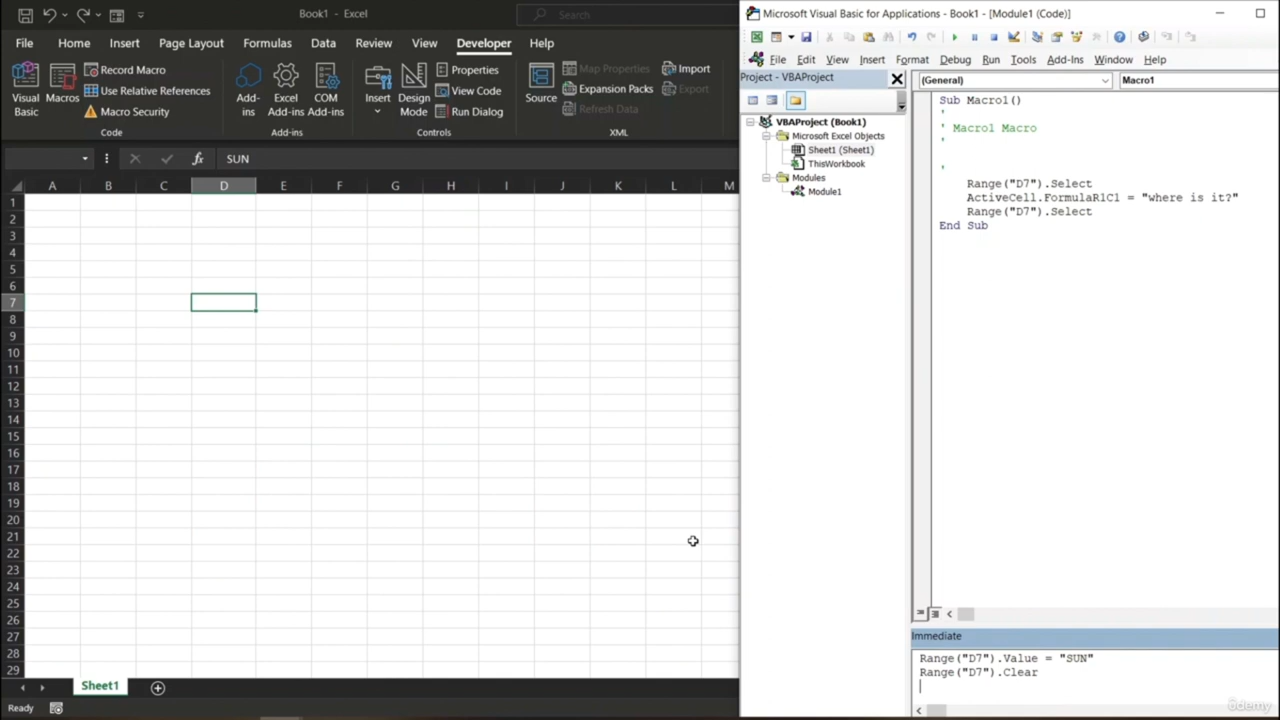 Book1 - Excel
Search
File Home Insert Page Layout Formulas Data Review View Developer Help
Visual Basic
Macros
Record Macro
Use Relative References
Macro Security
Code
Add-ins
Excel Add-ins
COM Add-ins
Add-ins
Insert
Design Mode
Properties
View Code
Run Dialog
Controls
Source
Map Properties
Expansion Packs
Refresh Data
Import
Export
XML
fx SUN
A B C D E F G H I J K L M
1
2
3
4
5
6
7
8
9
10
11
12
13
14
15
16
17
18
19
20
21
22
23
24
25
26
27
28
29
Sheet1
Ready
Microsoft Visual Basic for Applications - Book1 - [Module1 (Code)]
File Edit View Insert Format Debug Run Tools Add-Ins Window Help
Project - VBAProject
VBAProject (Book1)
Microsoft Excel Objects
Sheet1 (Sheet1)
ThisWorkbook
Modules
Module1
(General)
Macro1
Sub Macro1()
'
' Macro1 Macro
'
'
Range("D7").Select
ActiveCell.FormulaR1C1 = "where is it?"
Range("D7").Select
End Sub
Immediate
Range("D7").Value = "SUN"
Range("D7").Clear
ûdemy